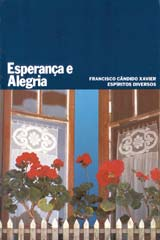 Esperança e
Alegria
FRANCISCO CÂNDIDO XAVIER
ESPÍRITOS DIVERSOS